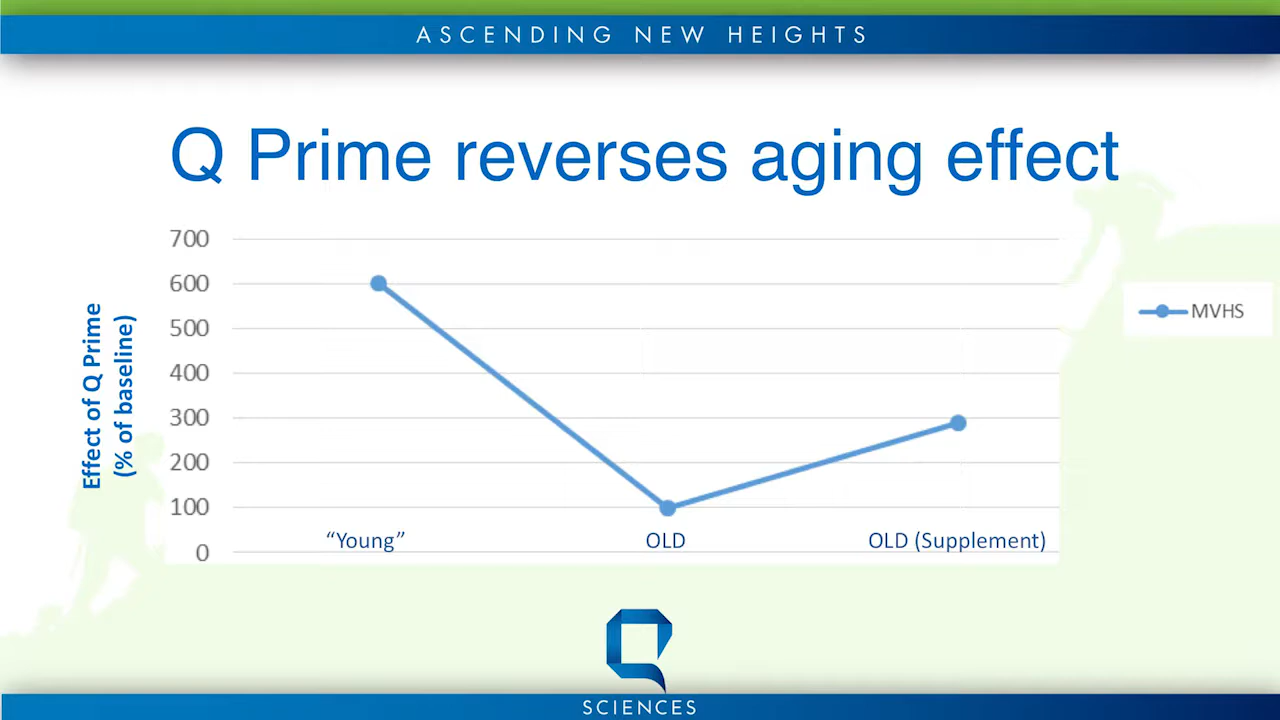 ASCENDING NEW HEIGHTS
Q Prime reverses aging effect
Effect of Q Prime
(% of baseline)
700
600
500
400
300
200
100
0
“Young”
OLD
OLD (Supplement)
MVHS
SCIENCES